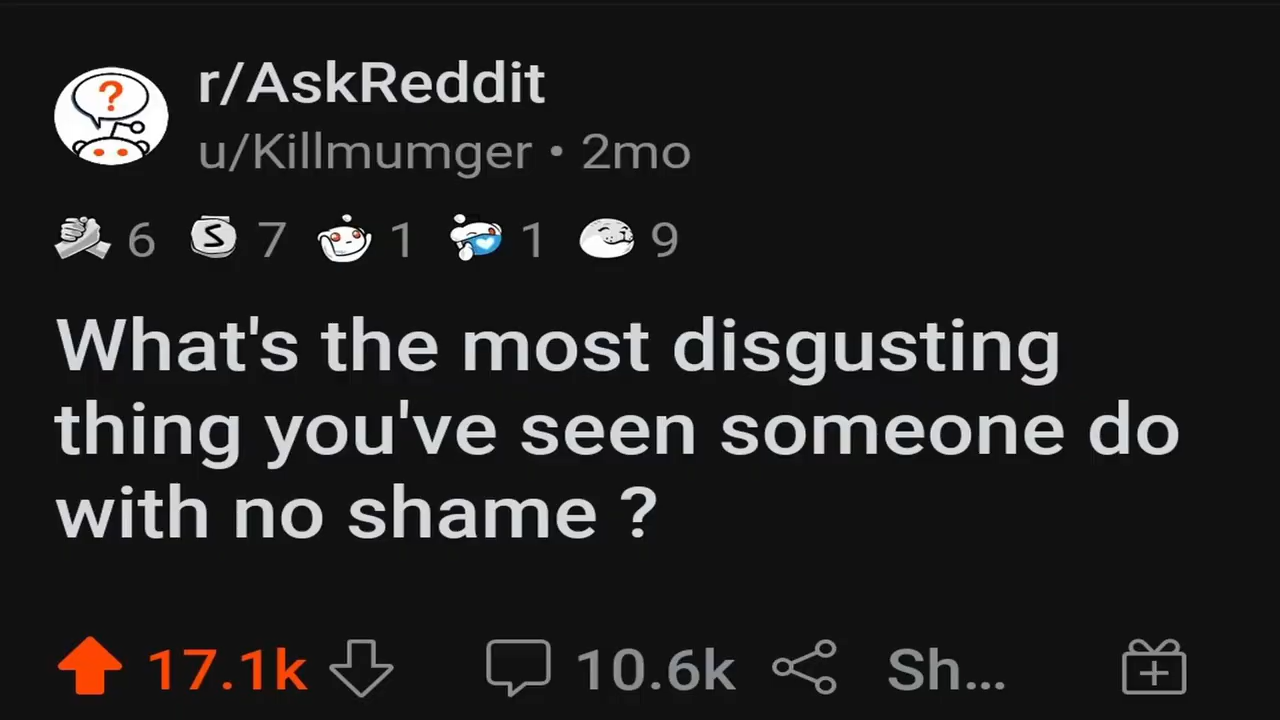 ?
r/AskReddit
u/Killmumger • 2mo
6 S 7 1 1 9
What's the most disgusting
thing you've seen someone do
with no shame ?
17.1k 10.6k Sh...